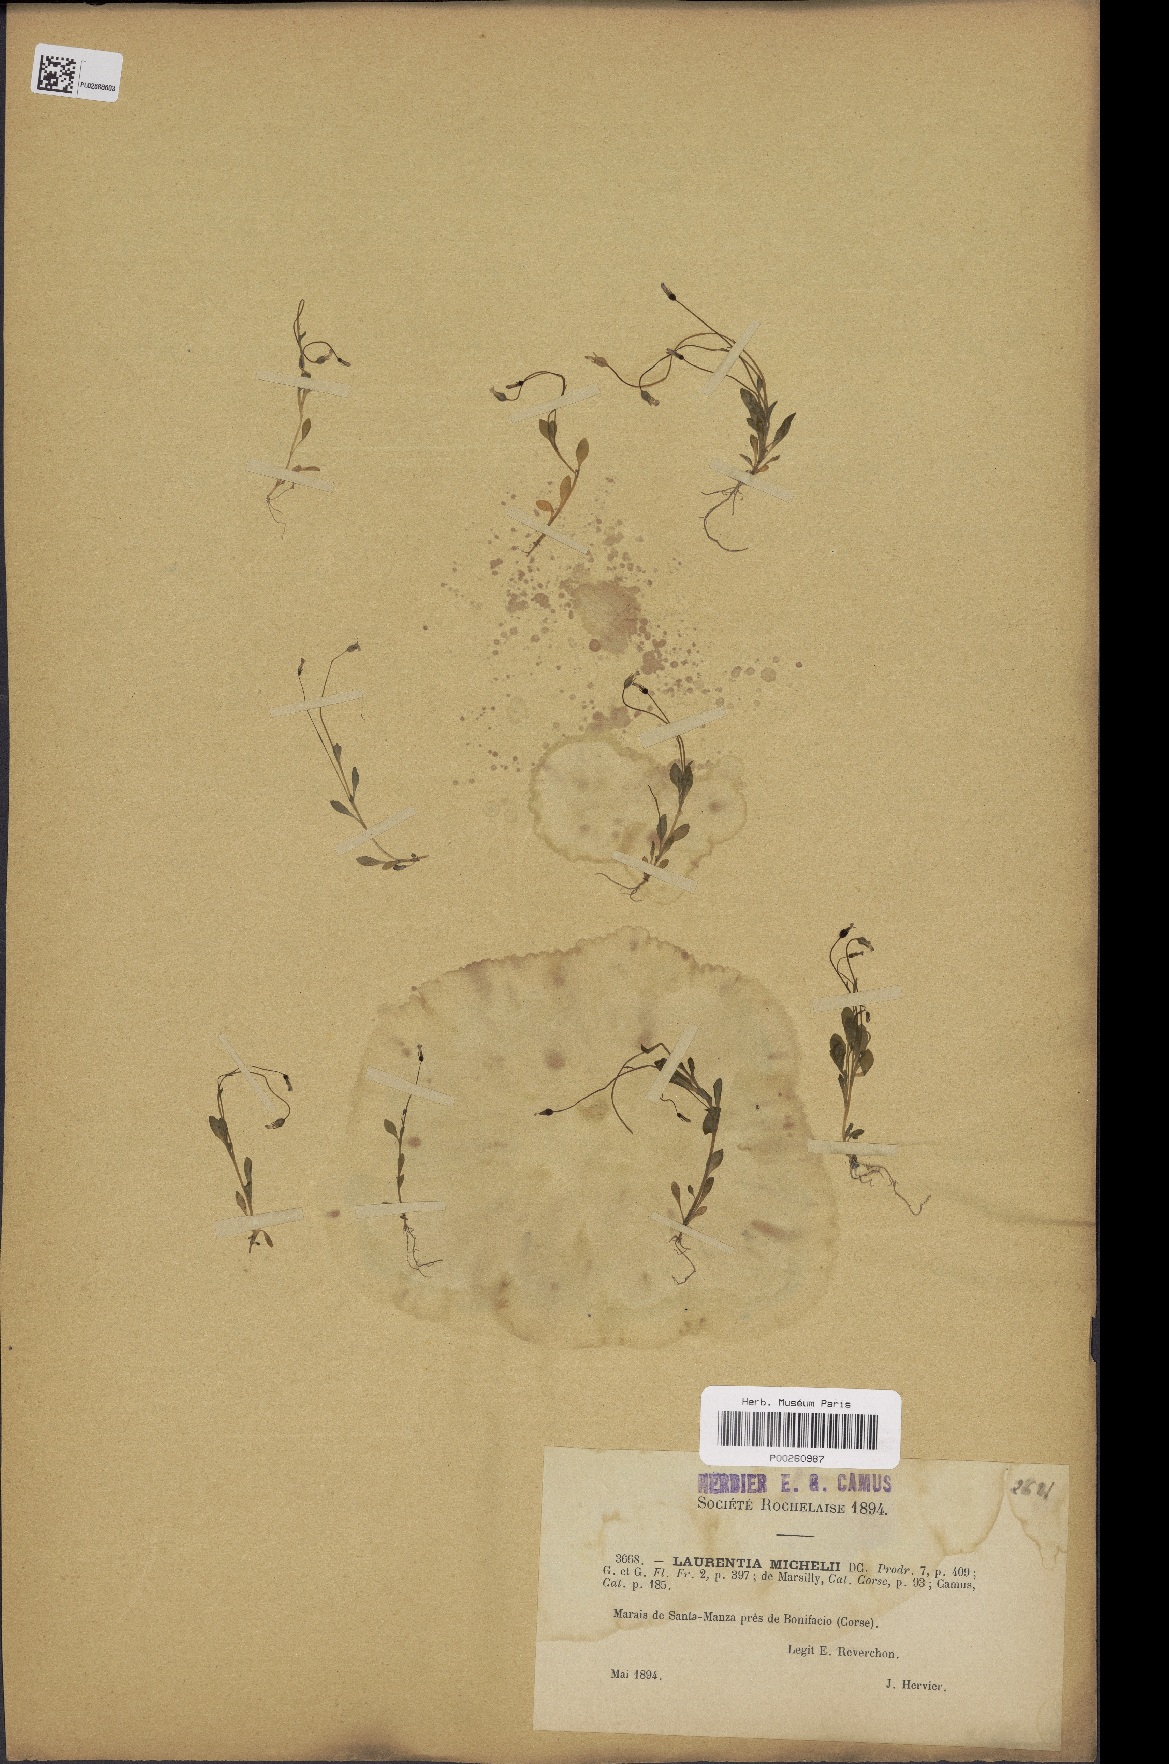 PL02868603
Herb. Muséum Paris
P00260987
HERBIER E. G. CAMUS
SOCIÉTÉ ROCHELAISE 1894.
3668. — LAURENTIA MICHELII DC. Prodr. 7, p. 409;
G. et G. Fl. Fr. 2, p. 397; de Marsilly, Cat. Corse, p. 93; Camus,
Cat. p. 185.
Marais de Santa-Manza près de Bonifacio (Corse).
Legit E. Reverchon.
Mai 1894.
J. Hervier.